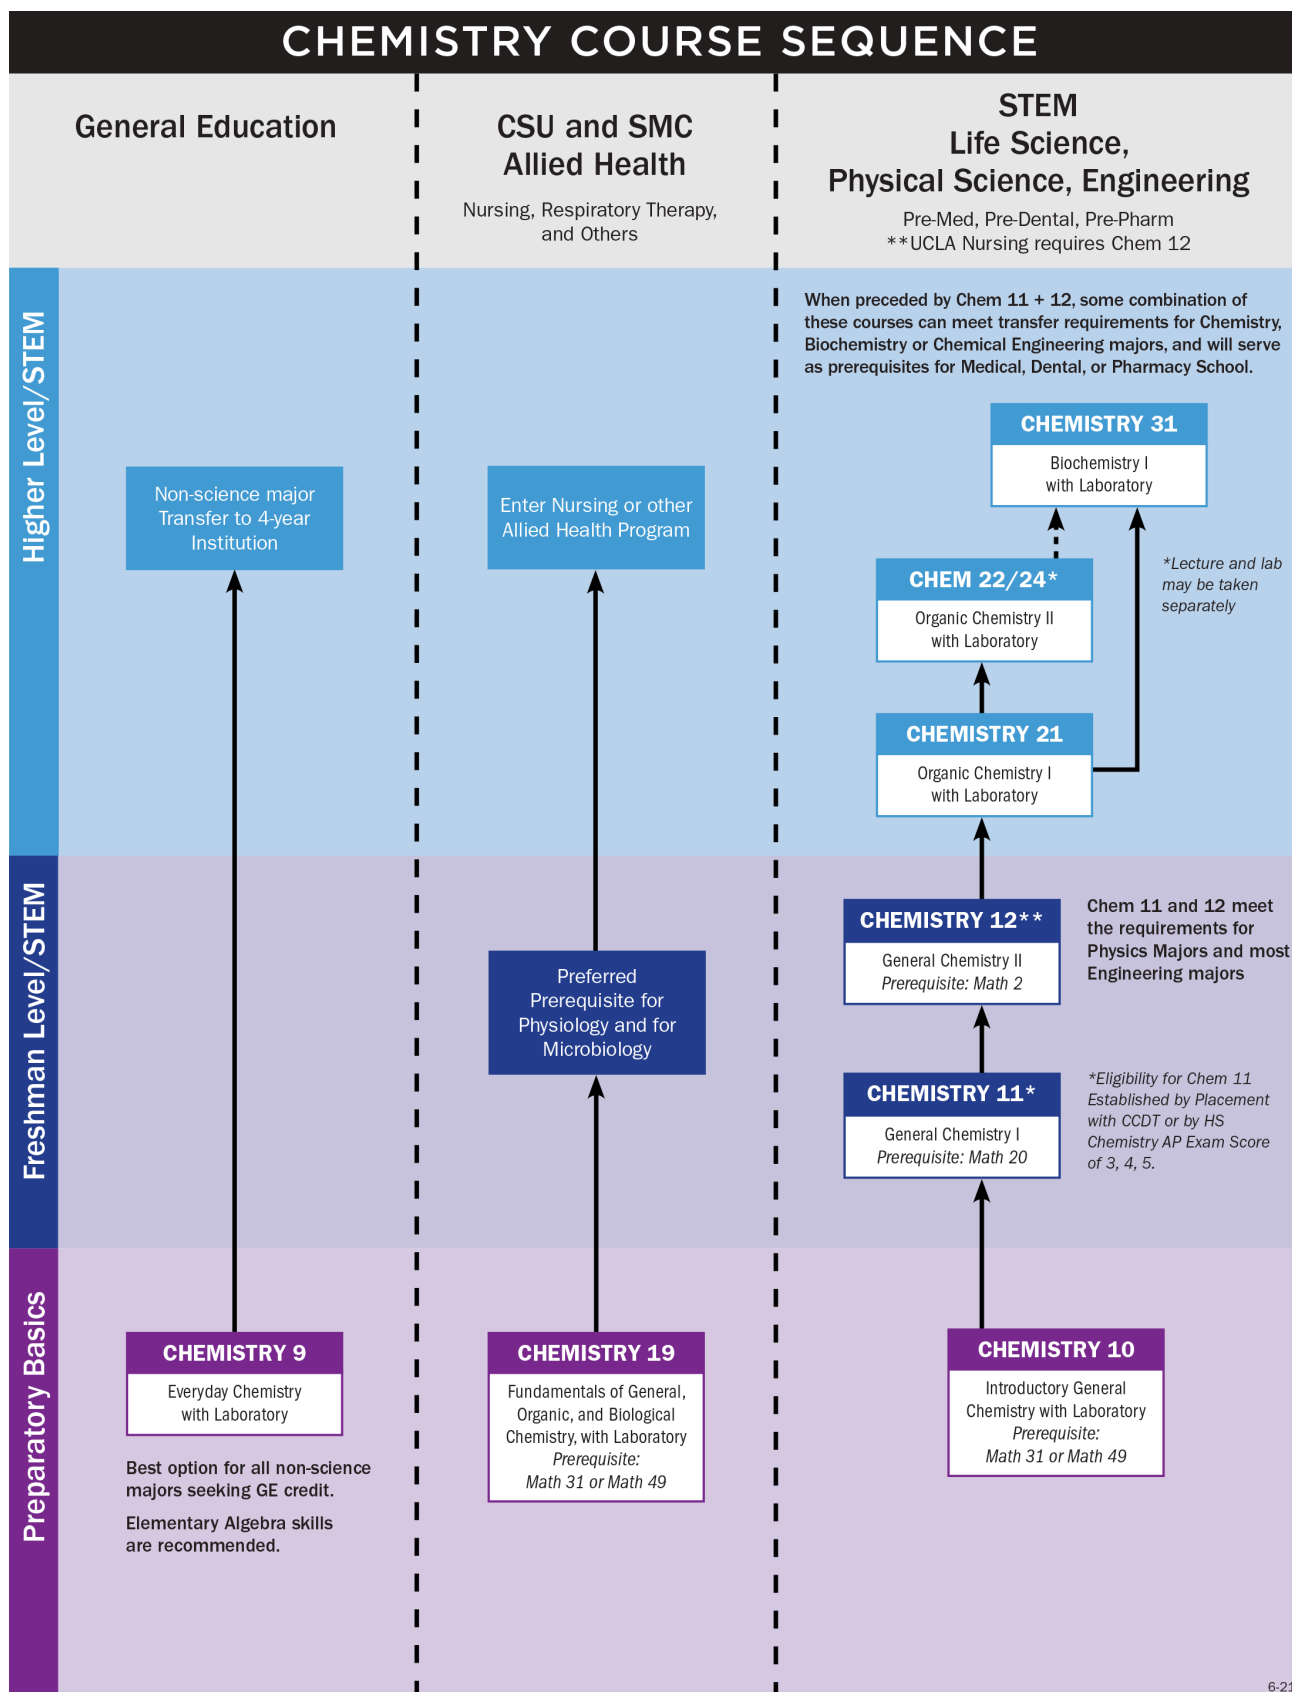 CHEMISTRY COURSE SEQUENCE
General Education
CSU and SMC
Allied Health
Nursing, Respiratory Therapy,
and Others
STEM
Life Science,
Physical Science, Engineering
Pre-Med, Pre-Dental, Pre-Pharm
**UCLA Nursing requires Chem 12
Higher Level/STEM
Non-science major
Transfer to 4-year
Institution
Enter Nursing or other
Allied Health Program
When preceded by Chem 11 + 12, some combination of
these courses can meet transfer requirements for Chemistry,
Biochemistry or Chemical Engineering majors, and will serve
as prerequisites for Medical, Dental, or Pharmacy School.
CHEMISTRY 31
Biochemistry I
with Laboratory
*Lecture and lab
may be taken
separately
CHEM 22/24*
Organic Chemistry II
with Laboratory
CHEMISTRY 21
Organic Chemistry I
with Laboratory
Freshman Level/STEM
Preferred
Prerequisite for
Physiology and for
Microbiology
CHEMISTRY 12**
General Chemistry II
Prerequisite: Math 2
Chem 11 and 12 meet
the requirements for
Physics Majors and most
Engineering majors
CHEMISTRY 11*
General Chemistry I
Prerequisite: Math 20
*Eligibility for Chem 11
Established by Placement
with CCDT or by HS
Chemistry AP Exam Score
of 3, 4, 5.
Preparatory Basics
CHEMISTRY 9
Everyday Chemistry
with Laboratory
Best option for all non-science
majors seeking GE credit.
Elementary Algebra skills
are recommended.
CHEMISTRY 19
Fundamentals of General,
Organic, and Biological
Chemistry, with Laboratory
Prerequisite:
Math 31 or Math 49
CHEMISTRY 10
Introductory General
Chemistry with Laboratory
Prerequisite:
Math 31 or Math 49
6-21